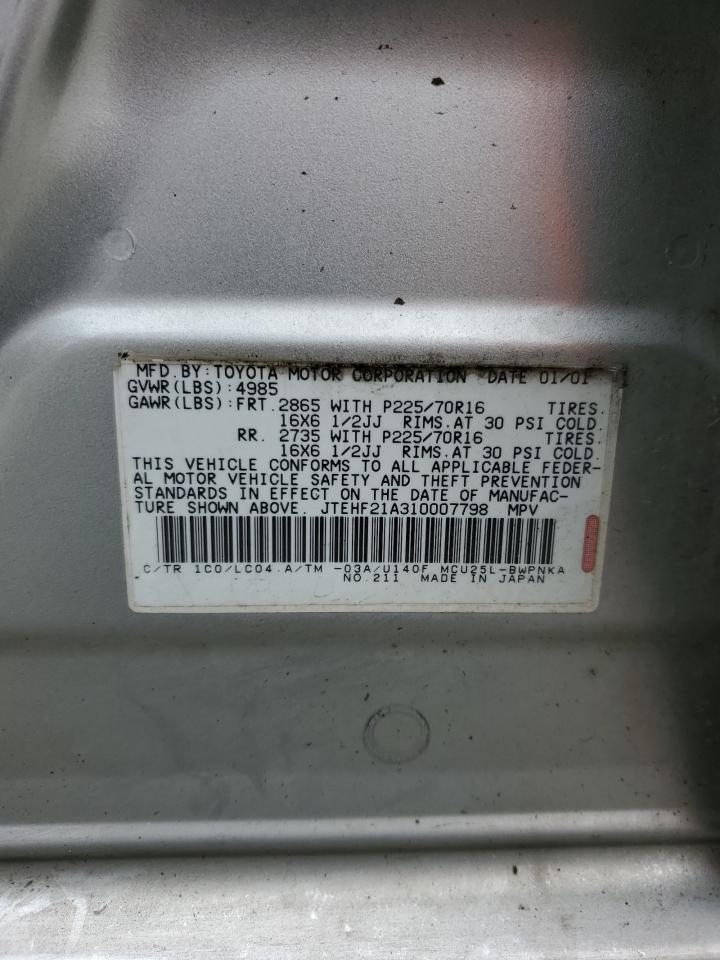 MFD.BY:TOYOTA MOTOR CORPORATION DATE 01/01
GVWR(LBS):4985
GAWR(LBS):FRT.2865 WITH P225/70R16 TIRES.
16X6 1/2JJ RIMS.AT 30 PSI COLD.
RR. 2735 WITH P225/70R16 TIRES.
16X6 1/2JJ RIMS.AT 30 PSI COLD.
THIS VEHICLE CONFORMS TO ALL APPLICABLE FEDER-
AL MOTOR VEHICLE SAFETY AND THEFT PREVENTION
STANDARDS IN EFFECT ON THE DATE OF MANUFAC-
TURE SHOWN ABOVE. JTEHF21A310007798 MPV
C/TR 1C0/LC04 A/TM -03A/U140F MCU25L-BWPNKA
NO.211 MADE IN JAPAN